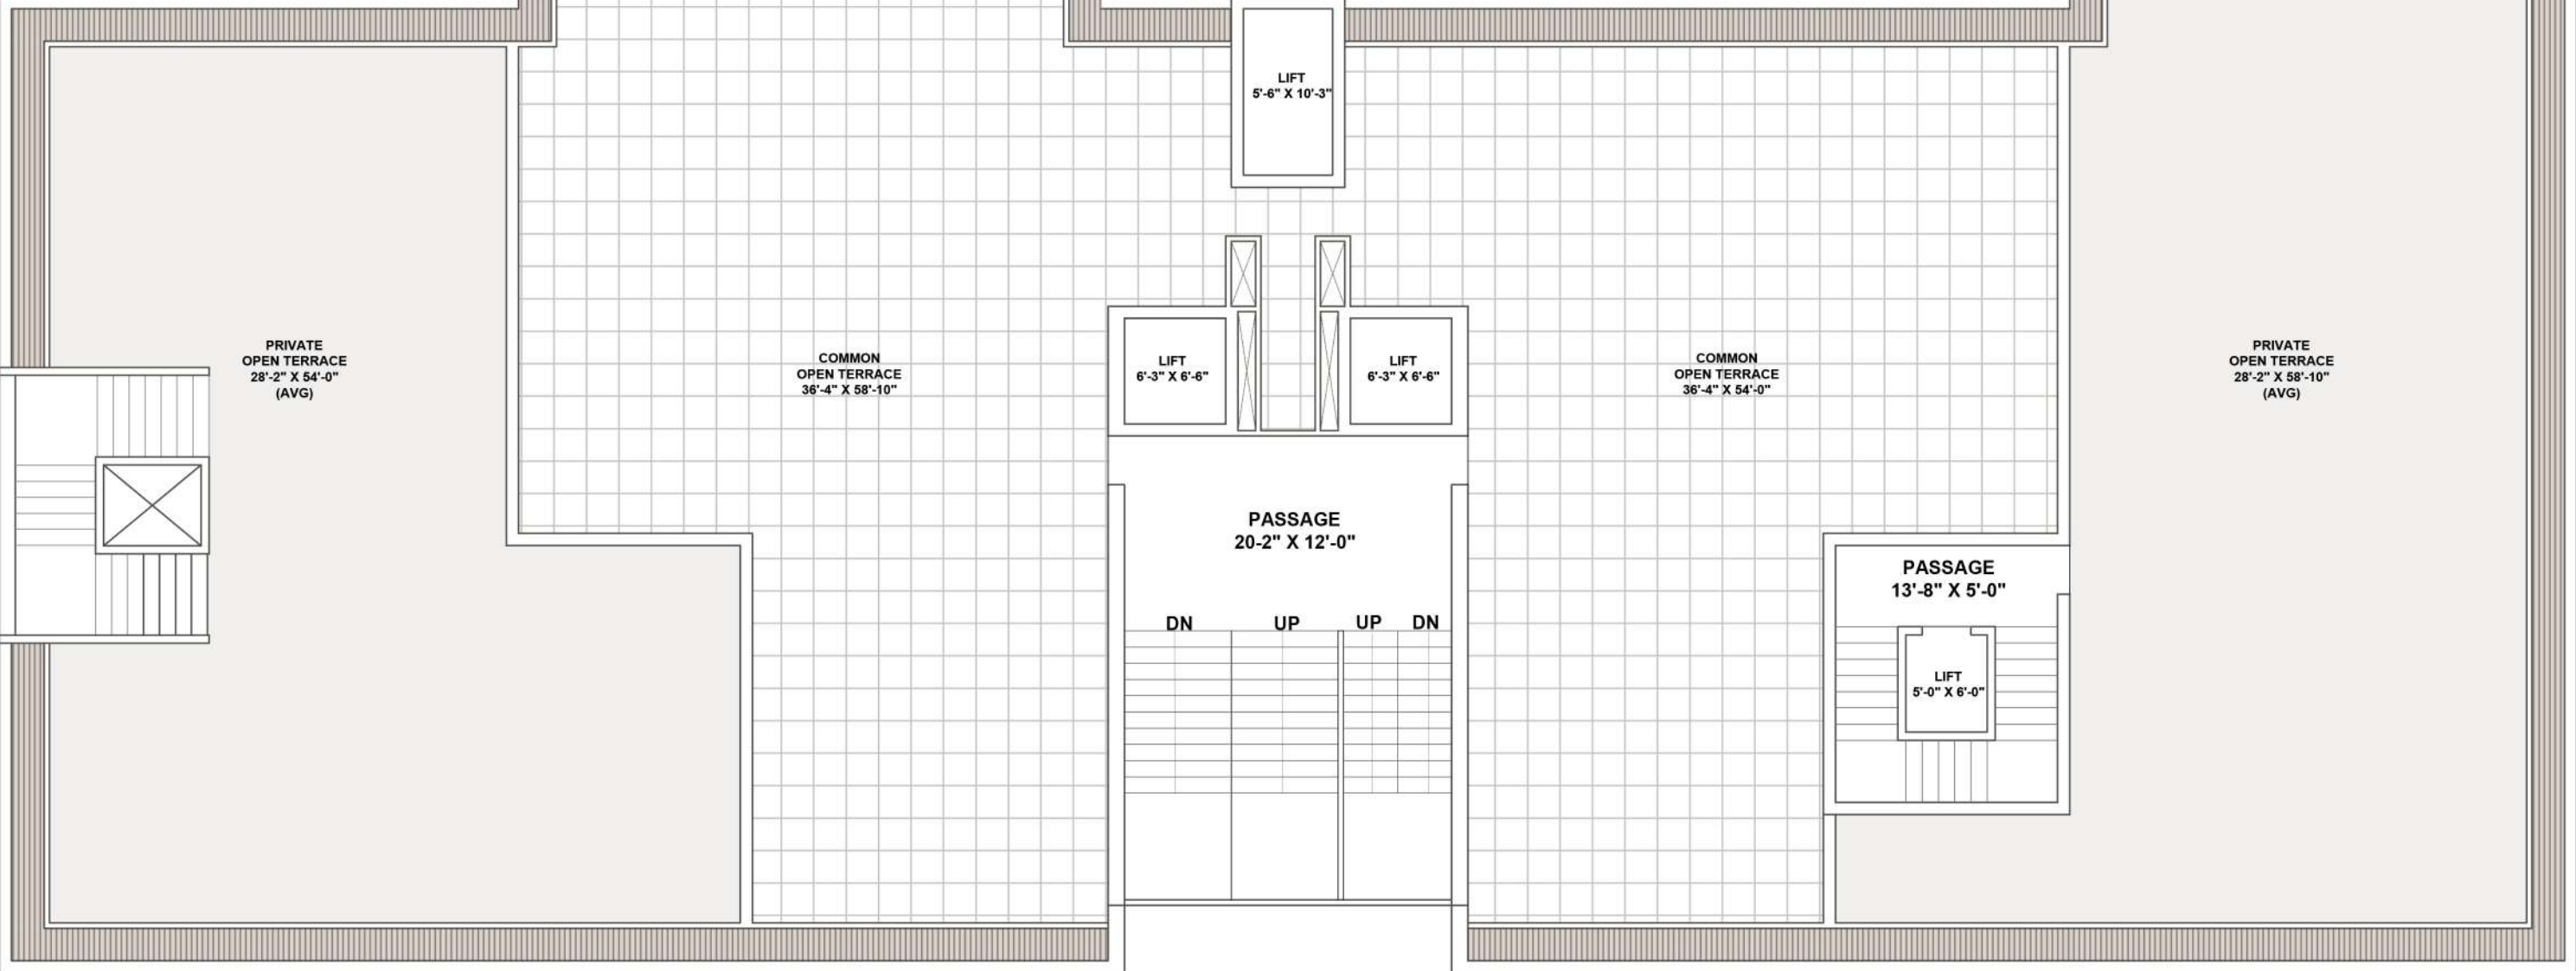 LIFT
5'-6" X 10'-3"
PRIVATE
OPEN TERRACE
28'-2" X 54'-0"
(AVG)
COMMON
OPEN TERRACE
36'-4" X 58'-10"
LIFT
6'-3" X 6'-6"
LIFT
6'-3" X 6'-6"
COMMON
OPEN TERRACE
36'-4" X 54'-0"
PRIVATE
OPEN TERRACE
28'-2" X 58'-10"
(AVG)
PASSAGE
20-2" X 12'-0"
PASSAGE
13'-8" X 5'-0"
DN UP UP DN
LIFT
5'-0" X 6'-0"